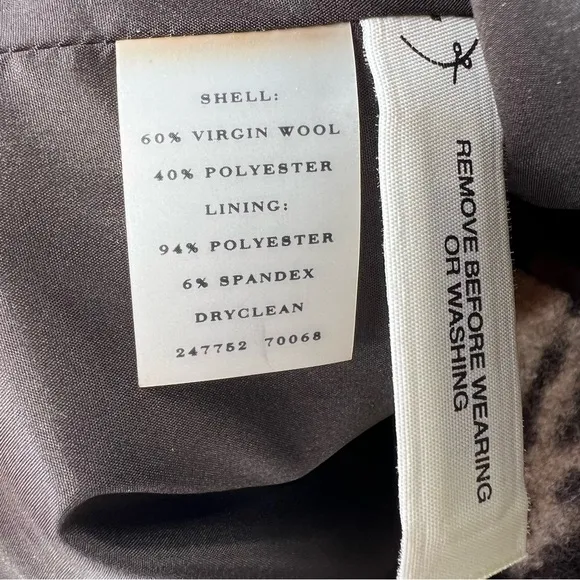 SHELL:
60% VIRGIN WOOL
40% POLYESTER
LINING:
94% POLYESTER
6% SPANDEX
DRYCLEAN
247752 70068
REMOVE BEFORE WEARING
OR WASHING